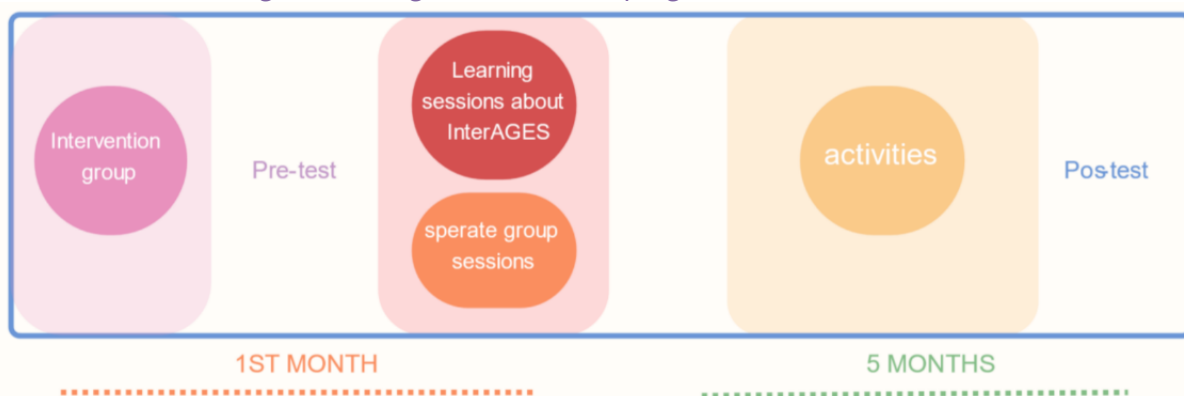 Intervention
group
Pre-test
Learning
sessions about
InterAGES
sperate group
sessions
activities
Pos-test
1ST MONTH
5 MONTHS